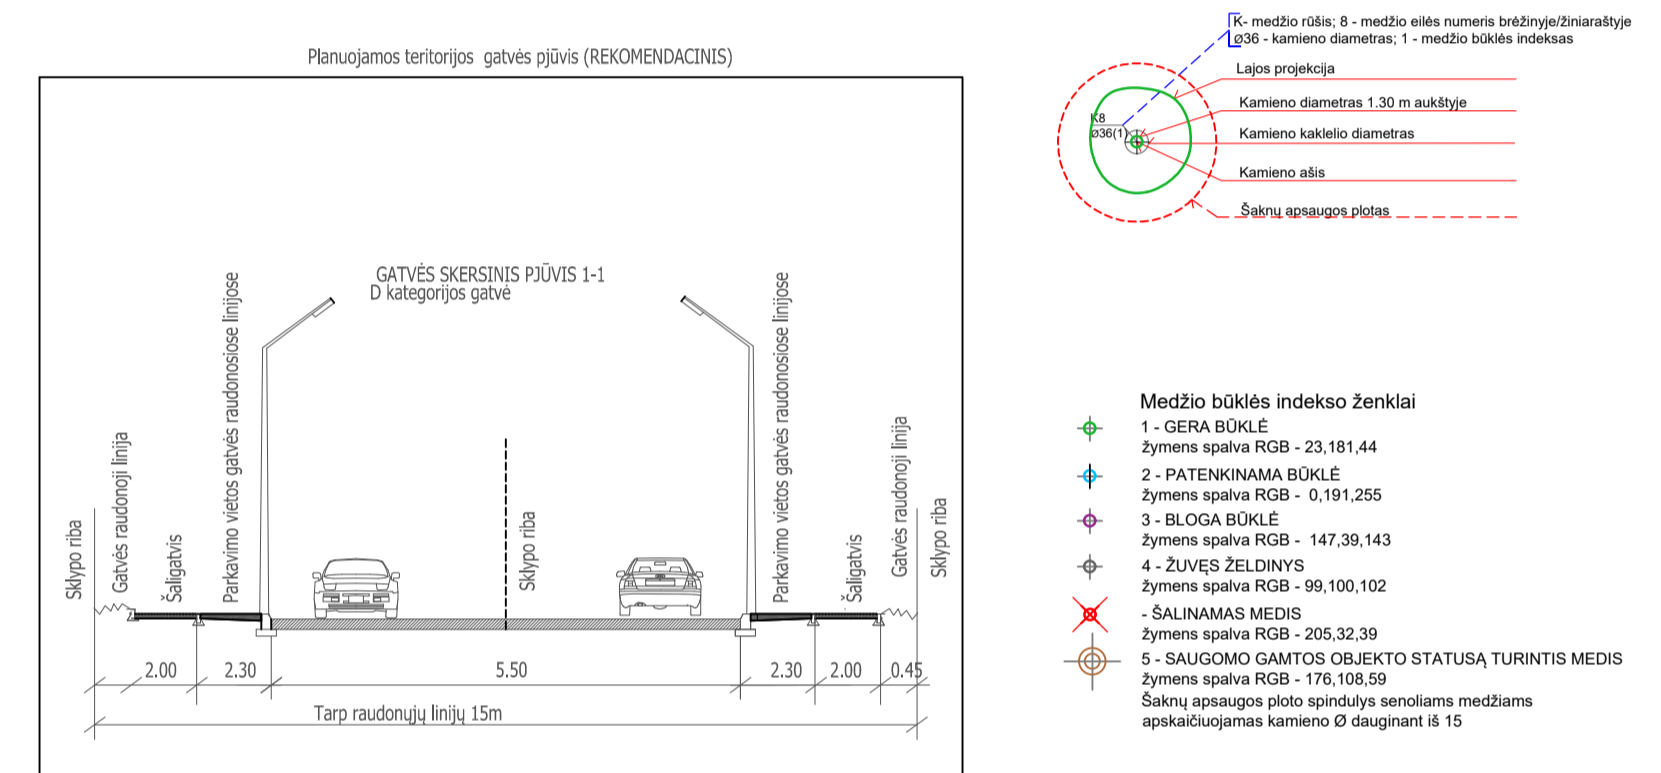 Planuojamos teritorijos gatvės pjūvis (REKOMENDACINIS)
GATVĖS SKERSINIS PJŪVIS 1-1
D kategorijos gatvė
Sklypo riba
Gatvės raudonoji linija
Šaligatvis
Parkavimo vietos gatvės raudonosiose linijose
Sklypo riba
Parkavimo vietos gatvės raudonosiose linijose
Šaligatvis
Gatvės raudonoji linija
Sklypo riba
2.00 2.30 5.50 2.30 2.00 0.45
Tarp raudonųjų linijų 15m
K- medžio rūšis; 8 - medžio eilės numeris brėžinyje/žiniaraštyje
ø36 - kamieno diametras; 1 - medžio būklės indeksas
Lajos projekcija
Kamieno diametras 1.30 m aukštyje
K8
ø36(1)
Kamieno kaklelio diametras
Kamieno ašis
Šaknų apsaugos plotas
Medžio būklės indekso ženklai
1 - GERA BŪKLĖ
žymens spalva RGB - 23,181,44
2 - PATENKINAMA BŪKLĖ
žymens spalva RGB - 0,191,255
3 - BLOGA BŪKLĖ
žymens spalva RGB - 147,39,143
4 - ŽUVĘS ŽELDINYS
žymens spalva RGB - 99,100,102
- ŠALINAMAS MEDIS
žymens spalva RGB - 205,32,39
5 - SAUGOMO GAMTOS OBJEKTO STATUSĄ TURINTIS MEDIS
žymens spalva RGB - 176,108,59
Šaknų apsaugos ploto spindulys senoliams medžiams
apskaičiuojamas kamieno Ø dauginant iš 15